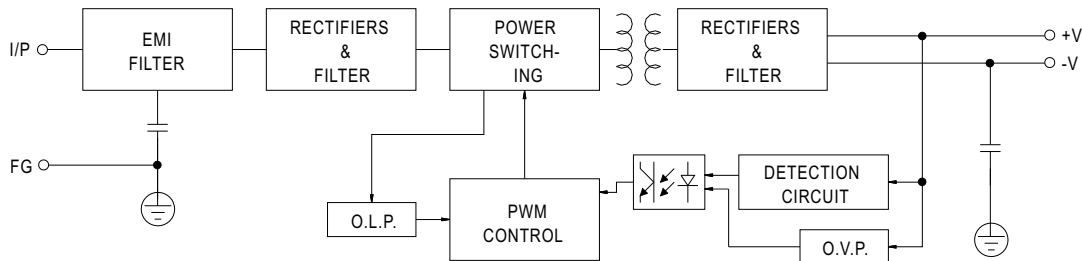 I/P
EMI
FILTER
RECTIFIERS
&
FILTER
POWER
SWITCH-
ING
RECTIFIERS
&
FILTER
+V
-V
FG
O.L.P.
PWM
CONTROL
DETECTION
CIRCUIT
O.V.P.